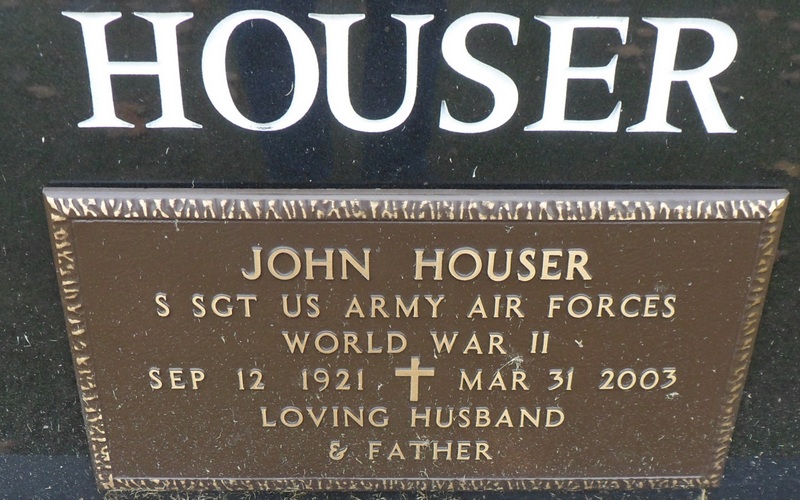 HOUSER
JOHN HOUSER
S SGT US ARMY AIR FORCES
WORLD WAR II
SEP 12 1921 ✝ MAR 31 2003
LOVING HUSBAND
& FATHER